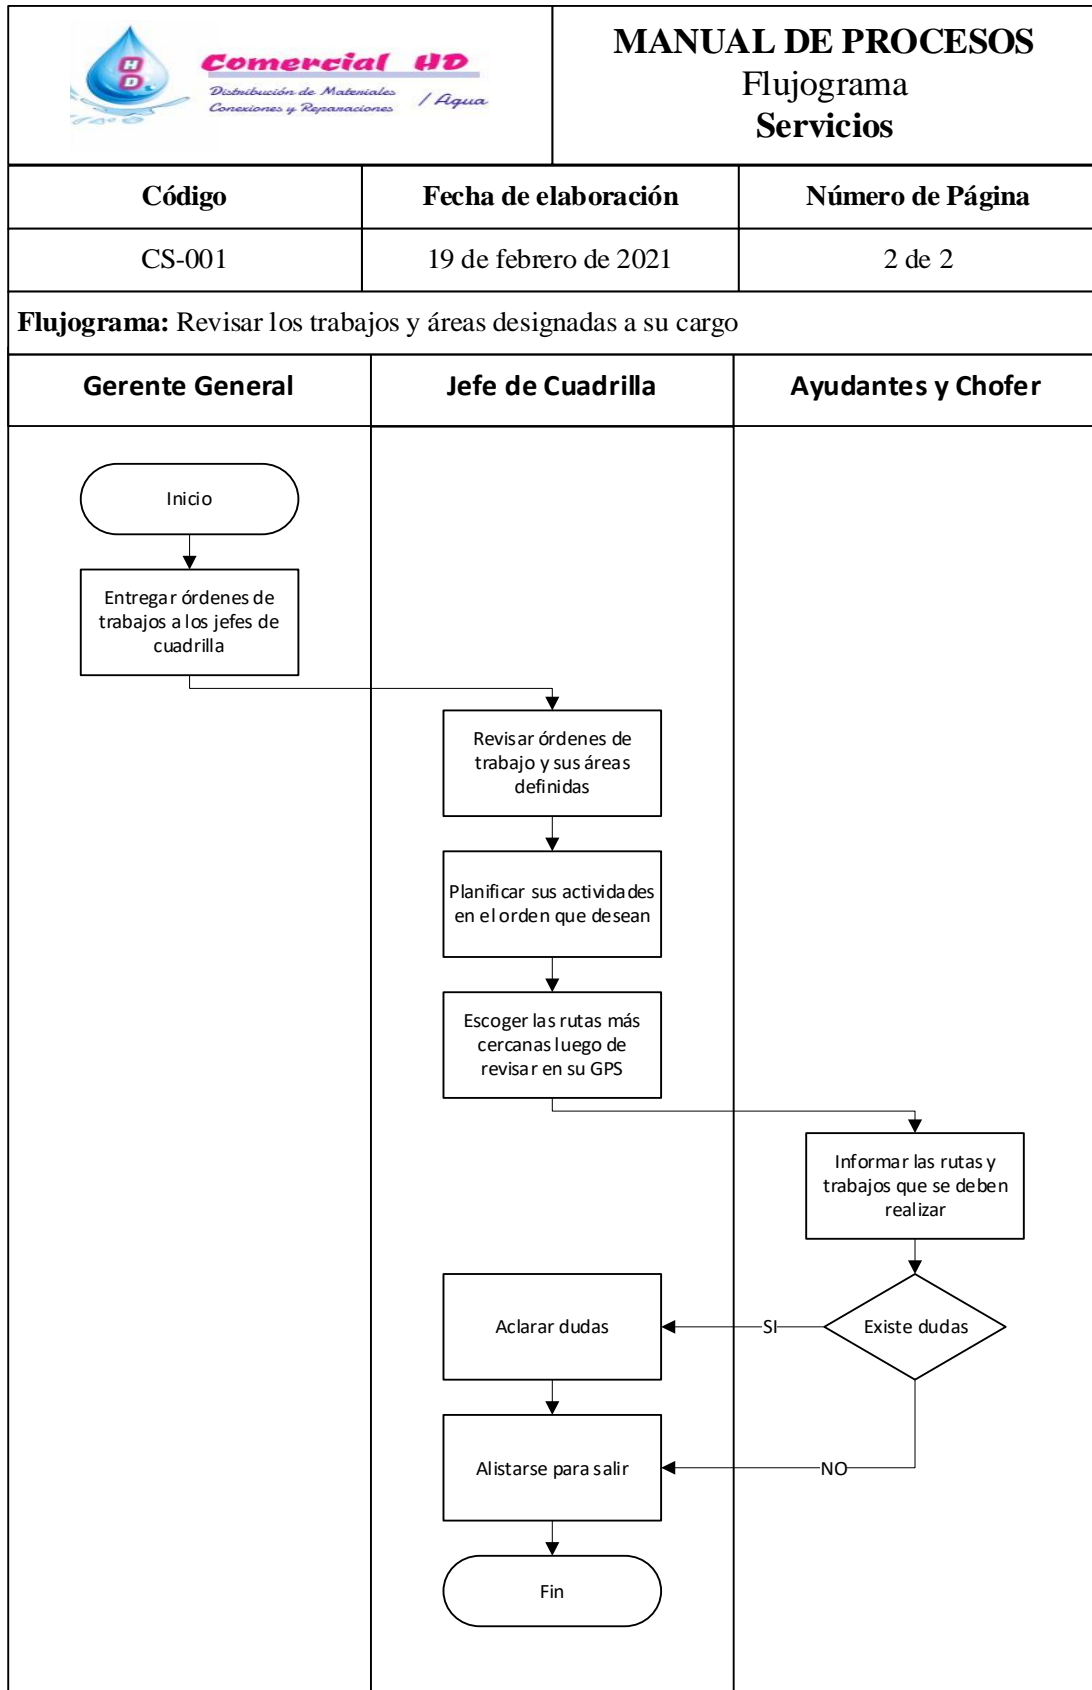 H
D.
Comercial HD
Distribución de Materiales
Conexiones y Reparaciones / Agua
MANUAL DE PROCESOS
Flujograma
Servicios
Código
Fecha de elaboración
Número de Página
CS-001
19 de febrero de 2021
2 de 2
Flujograma: Revisar los trabajos y áreas designadas a su cargo
Gerente General
Jefe de Cuadrilla
Ayudantes y Chofer
Inicio
Entregar órdenes de
trabajos a los jefes de
cuadrilla
Revisar órdenes de
trabajo y sus áreas
definidas
Planificar sus actividades
en el orden que desean
Escoger las rutas más
cercanas luego de
revisar en su GPS
Informar las rutas y
trabajos que se deben
realizar
Existe dudas
SI
Aclarar dudas
NO
Alistarse para salir
Fin